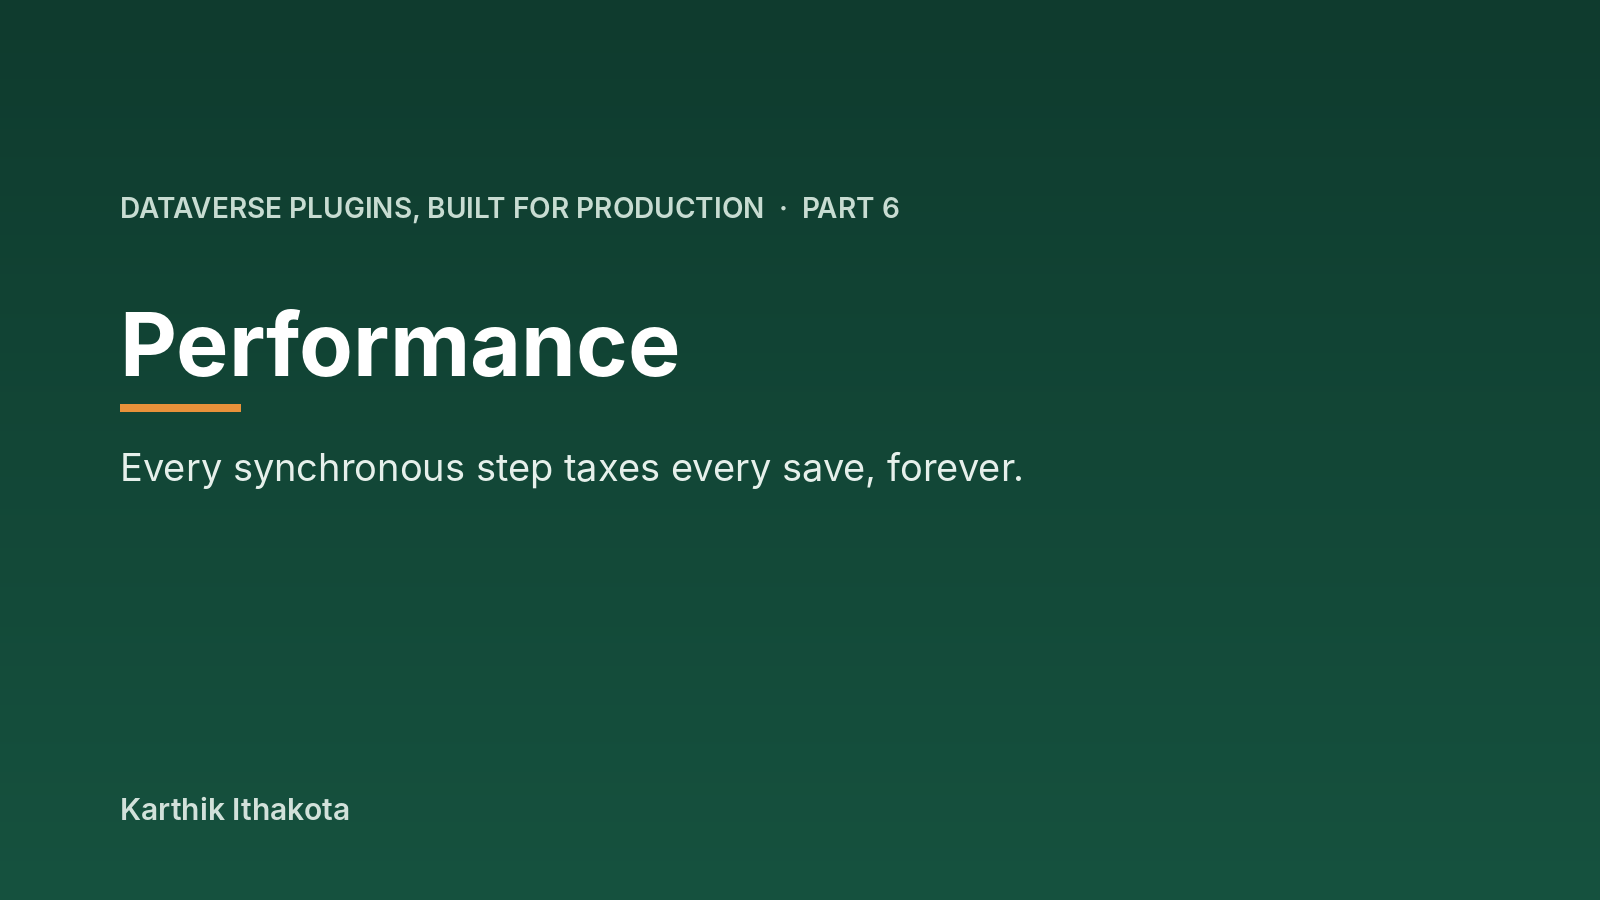 DATAVERSE PLUGINS, BUILT FOR PRODUCTION · PART 6
Performance
Every synchronous step taxes every save, forever.
Karthik Ithakota